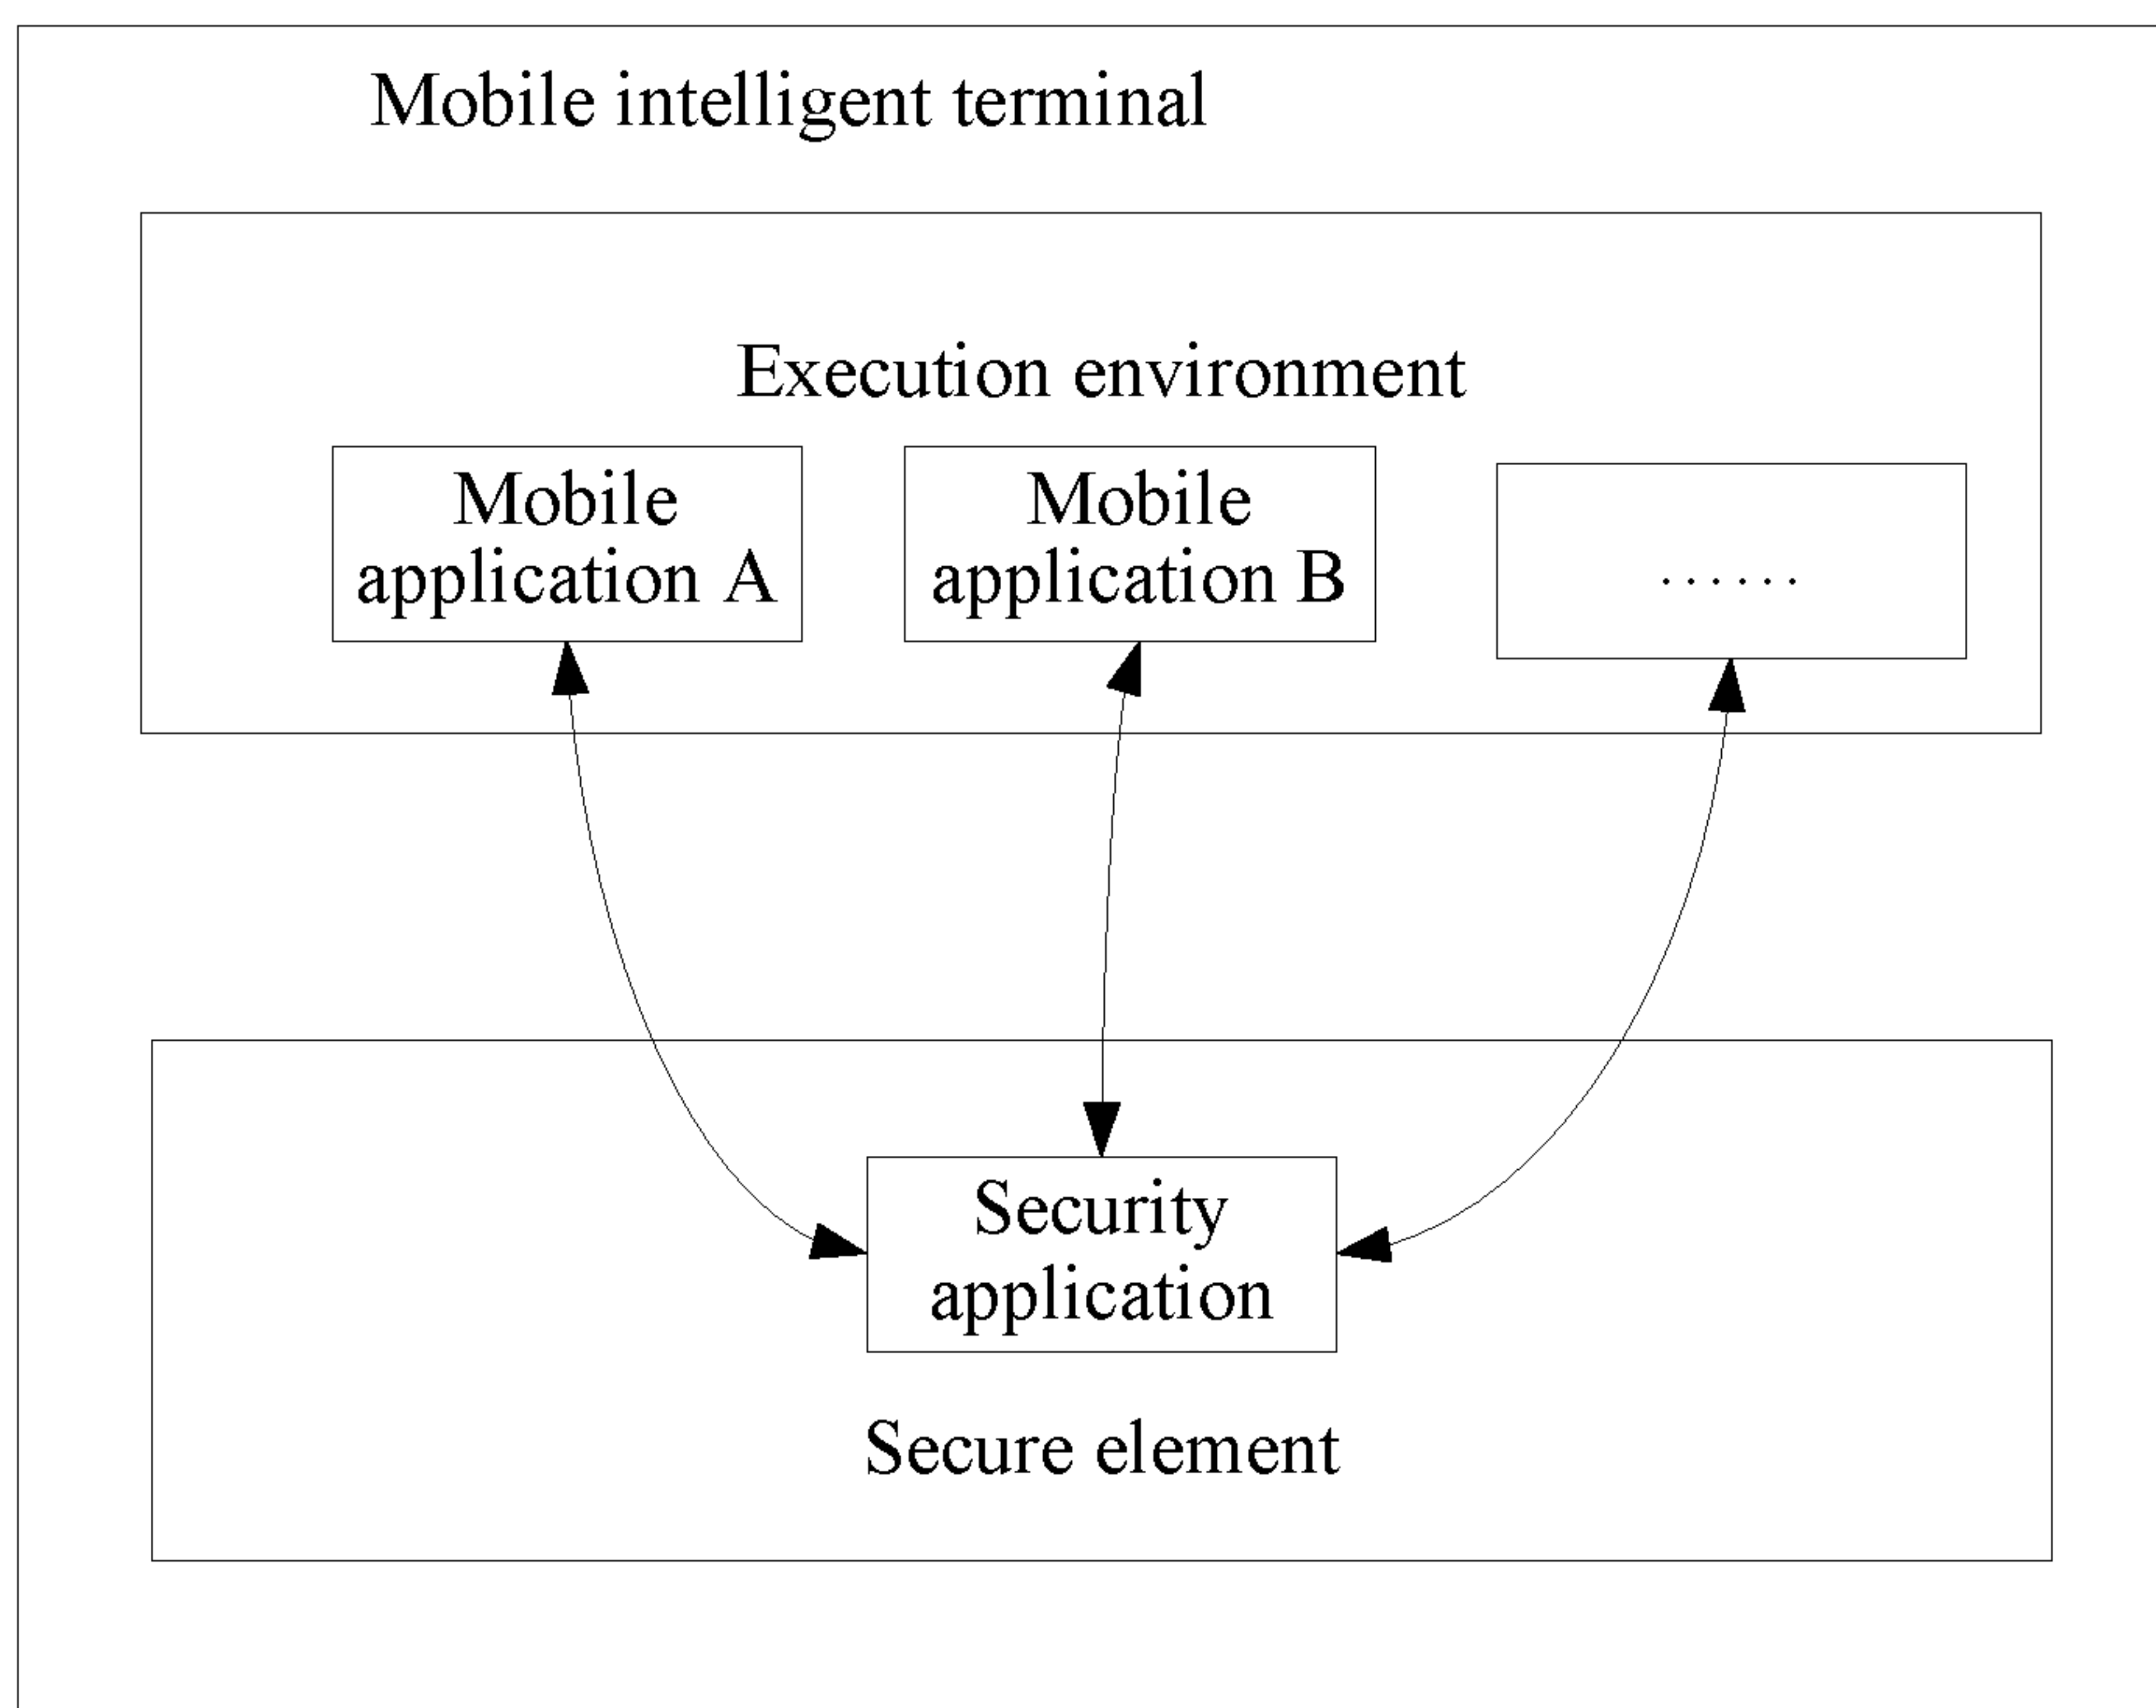 Mobile intelligent terminal
Execution environment
Mobile
application A
Mobile
application B
......
Security
application
Secure element